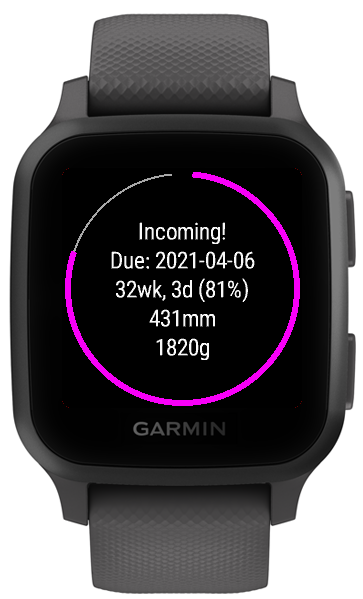 Incoming!
Due: 2021-04-06
32wk, 3d (81%)
431mm
1820g
GARMIN